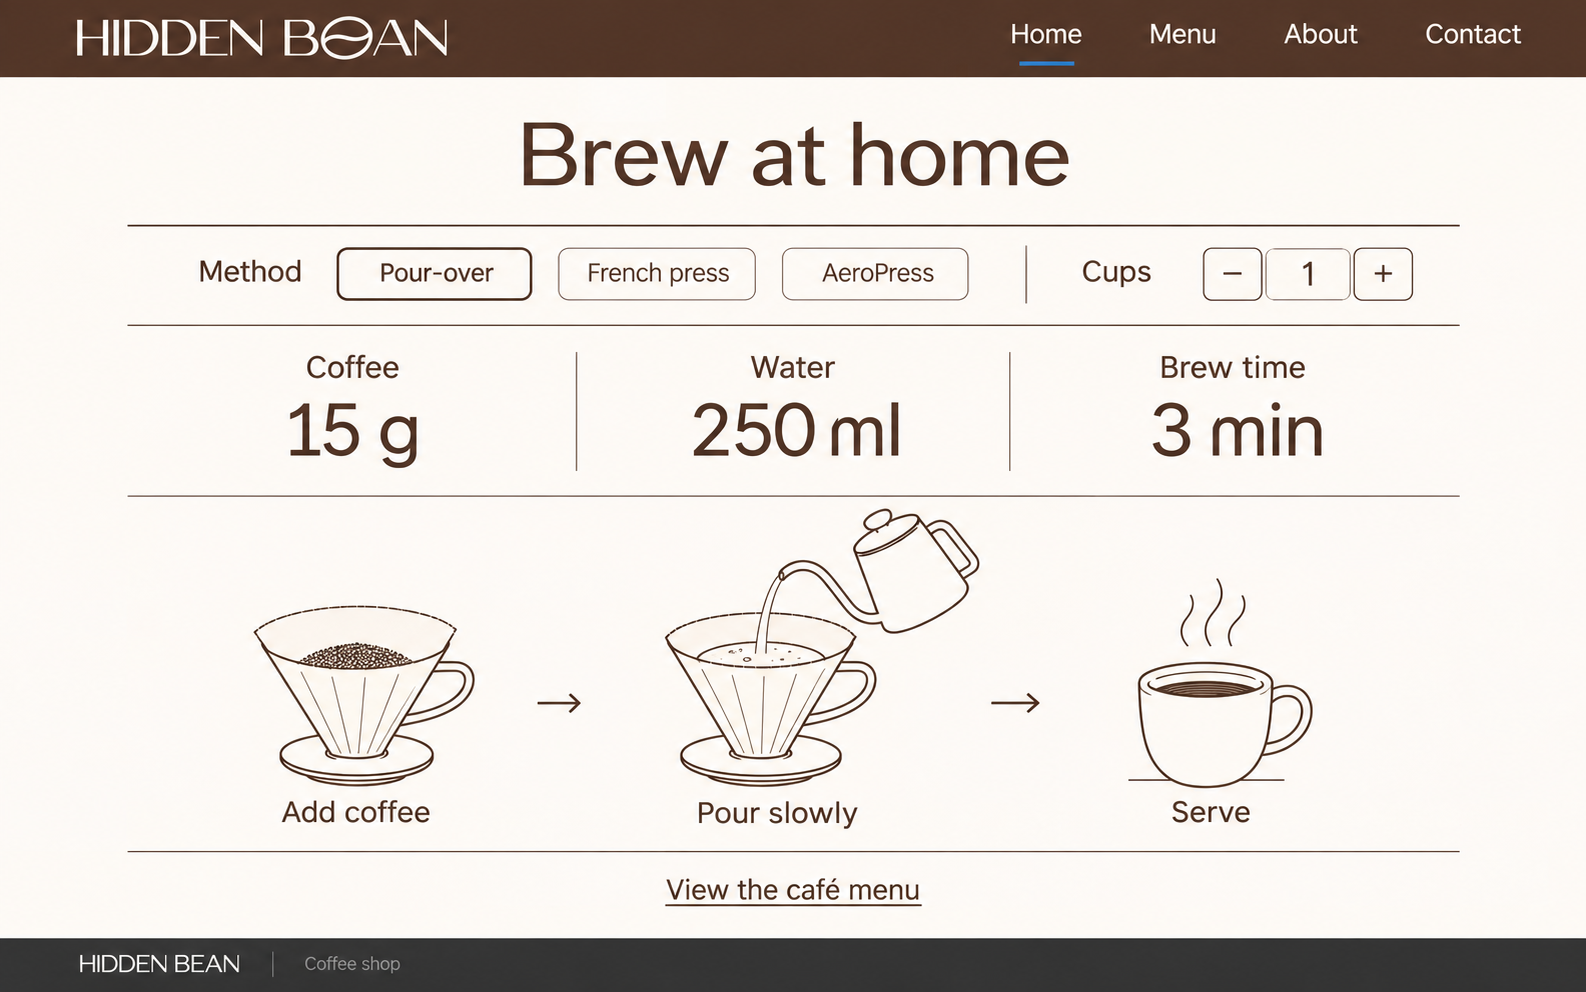 HIDDEN BEAN
Home Menu About Contact
Brew at home
Method Pour-over French press AeroPress Cups − 1 +
Coffee Water Brew time
15 g 250 ml 3 min
Add coffee → Pour slowly → Serve
View the café menu
HIDDEN BEAN Coffee shop